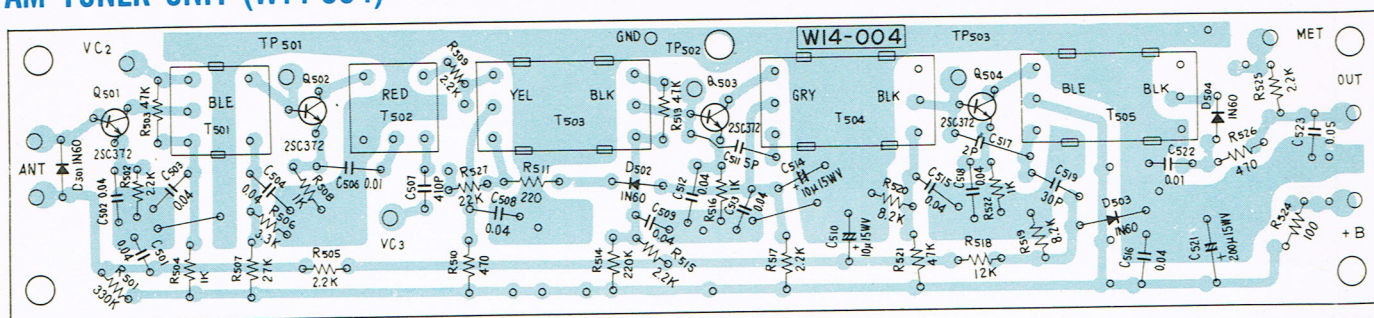 AM TUNER UNIT (W14-004)
VC2
TP501
GND
TP502
W14-004
TP503
MET
OUT
ANT
+B
VC3
Q501
2SC372
R503 47K
BLE
T501
Q502
2SC372
RED
T502
R509
2.2K
YEL
BLK
T503
R513 47K
Q503
2SC372
GRY
BLK
T504
Q504
2SC372
BLE
BLK
T505
D504
IN60
R525
2.2K
C523
0.05
R526
470
D501 IN60
C502 0.04
R502
2.2K
C503
0.04
C504
0.04
R508
1K
C506 0.01
C507
410P
R527
22K
R511
220
D502
IN60
C508
0.04
C509
0.04
C511 5P
C512
0.04
R516
1K
C513
0.04
C514
10μ15WV
R520
8.2K
C515
0.04
C517
2P
C518
0.04
R522
1K
C519
30P
C522
0.01
C501
0.04
R501
330K
R504
1K
R506
3.3K
R507
27K
R505
2.2K
R510
470
R514
220K
R515
2.2K
R517
2.2K
C510
10μ15WV
R521
47K
R518
12K
R519
8.2K
D503
IN60
C516
0.04
C521
200μ15WV
R524
100